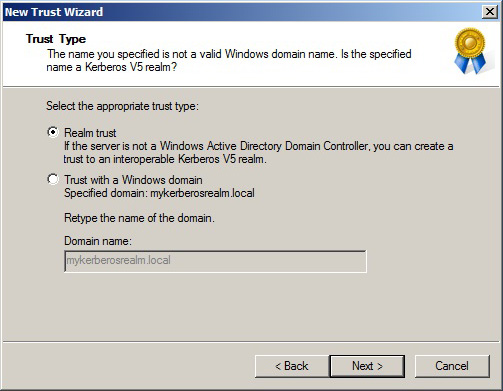 New Trust Wizard
Trust Type
The name you specified is not a valid Windows domain name. Is the specified
name a Kerberos V5 realm?
Select the appropriate trust type:
Realm trust
If the server is not a Windows Active Directory Domain Controller, you can create a
trust to an interoperable Kerberos V5 realm.
Trust with a Windows domain
Specified domain: mykerberosrealm.local
Retype the name of the domain.
Domain name:
mykerberosrealm.local
< Back
Next >
Cancel